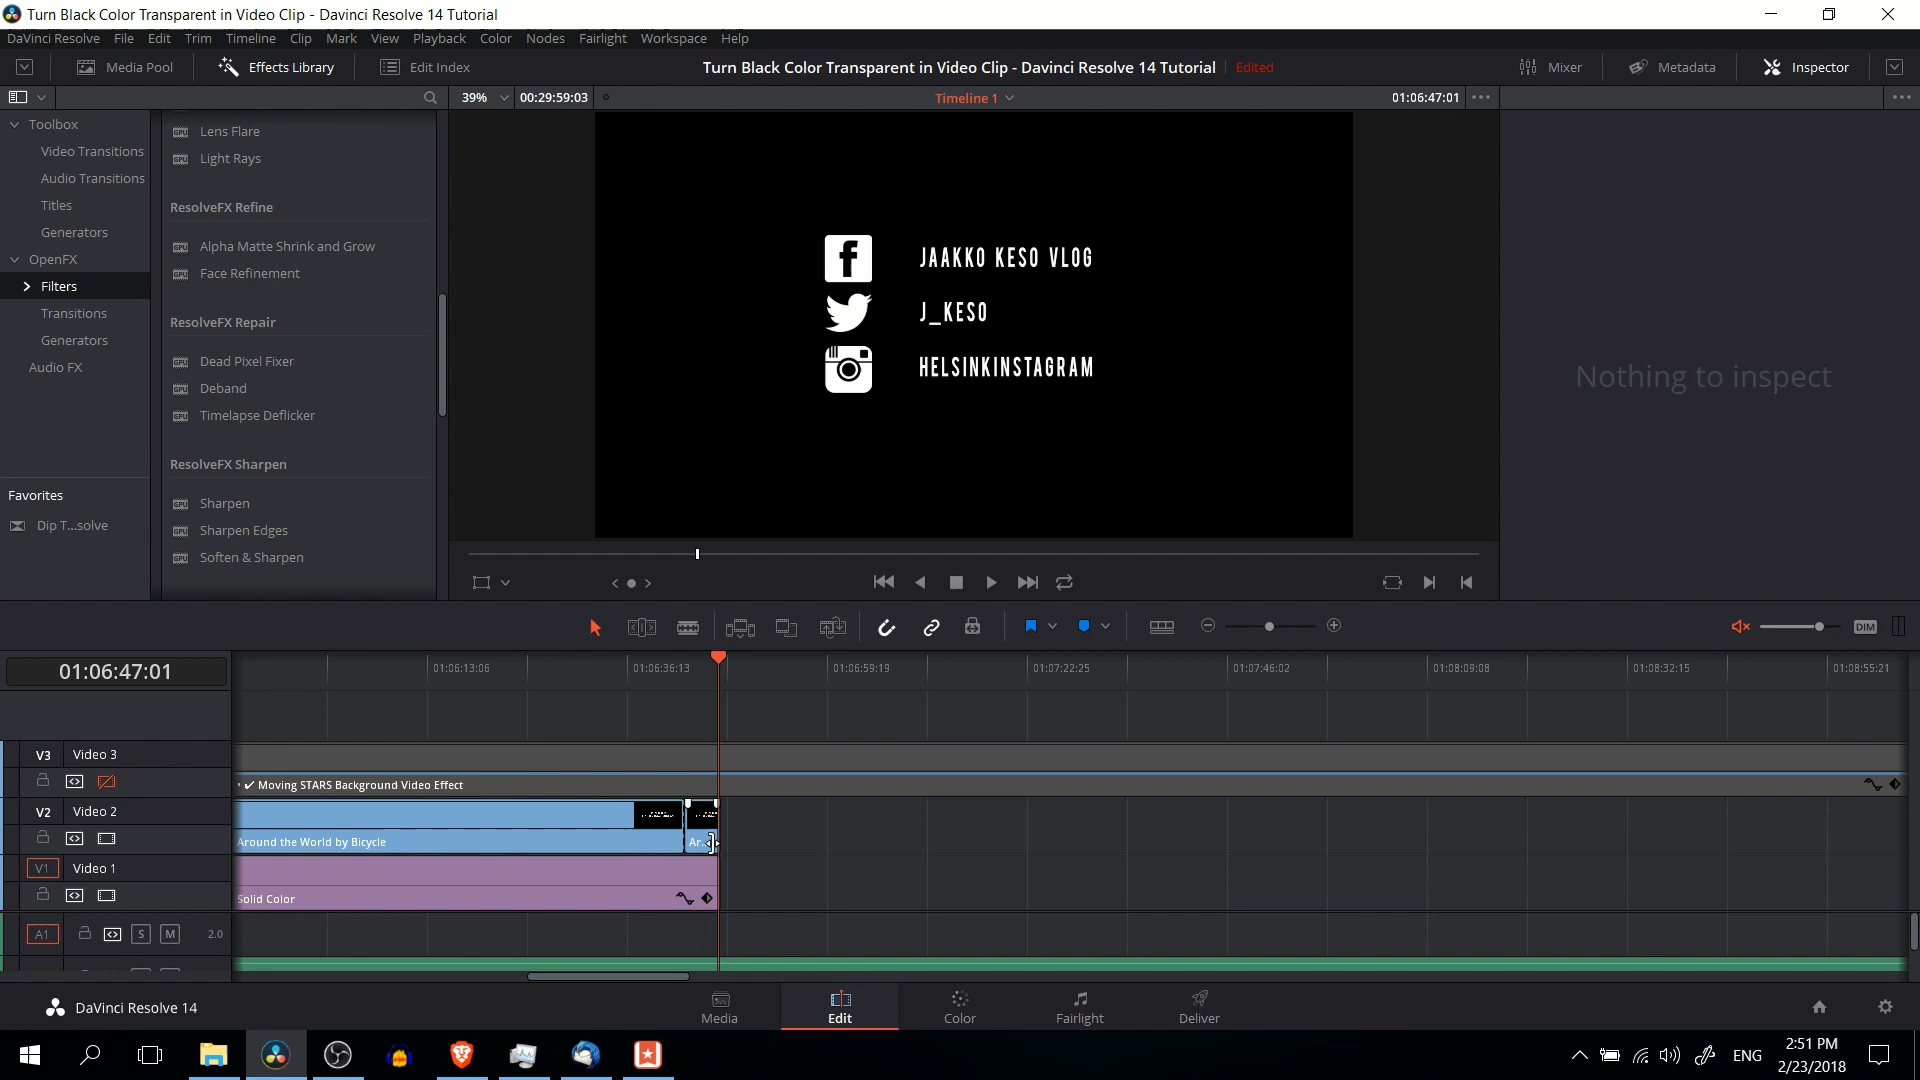 Turn Black Color Transparent in Video Clip - Davinci Resolve 14 Tutorial
DaVinci Resolve File Edit Trim Timeline Clip Mark View Playback Color Nodes Fairlight Workspace Help
Media Pool Effects Library Edit Index Turn Black Color Transparent in Video Clip - Davinci Resolve 14 Tutorial Edited Mixer Metadata Inspector
39% 00:29:59:03 Timeline 1 01:06:47:01
Toolbox
Video Transitions
Audio Transitions
Titles
Generators
OpenFX
Filters
Transitions
Generators
Audio FX
Favorites
Dip T...solve
Lens Flare
Light Rays
ResolveFX Refine
Alpha Matte Shrink and Grow
Face Refinement
ResolveFX Repair
Dead Pixel Fixer
Deband
Timelapse Deflicker
ResolveFX Sharpen
Sharpen
Sharpen Edges
Soften & Sharpen
JAAKKO KESO VLOG
J_KESO
HELSINKINSTAGRAM
Nothing to inspect
DIM
01:06:47:01
01:06:13:06 01:06:36:13 01:06:59:19 01:07:22:25 01:07:46:02 01:08:09:08 01:08:32:15 01:08:55:21
V3 Video 3
Moving STARS Background Video Effect
V2 Video 2
Around the World by Bicycle Ar...
V1 Video 1
Solid Color
A1 S M 2.0
DaVinci Resolve 14
Media Edit Color Fairlight Deliver
ENG
2:51 PM
2/23/2018